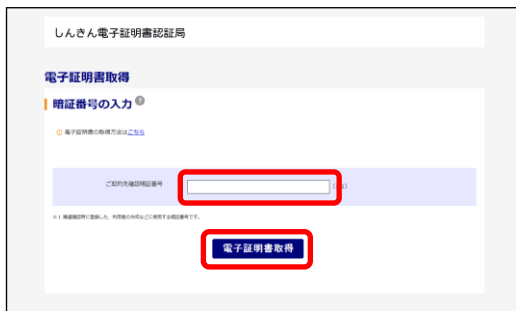 しんきん電子証明書認証局
電子証明書取得
暗証番号の入力
電子証明書の取得方法はこちら
ご契約先確認暗証番号
電子証明書取得